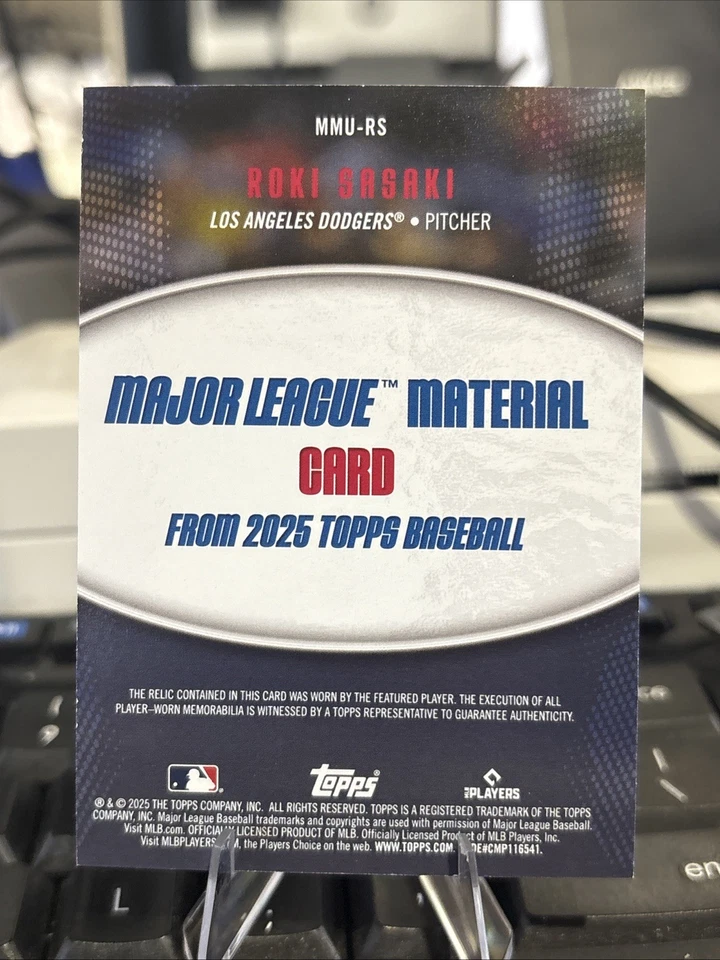 MMU-RS
ROKI SASAKI
LOS ANGELES DODGERS® • PITCHER
MAJOR LEAGUE™ MATERIAL
CARD
FROM 2025 TOPPS BASEBALL
THE RELIC CONTAINED IN THIS CARD WAS WORN BY THE FEATURED PLAYER. THE EXECUTION OF ALL
PLAYER–WORN MEMORABILIA IS WITNESSED BY A TOPPS REPRESENTATIVE TO GUARANTEE AUTHENTICITY.
topps® PLAYERS
® & © 2025 THE TOPPS COMPANY, INC. ALL RIGHTS RESERVED. TOPPS IS A REGISTERED TRADEMARK OF THE TOPPS
COMPANY, INC. Major League Baseball trademarks and copyrights are used with permission of Major League Baseball.
Visit MLB.com. OFFICIALLY LICENSED PRODUCT OF MLB. Officially Licensed Product of MLB Players, Inc.
Visit the Players Choice on the web. WWW.TOPPS.COM. #CMP116541.
L
en